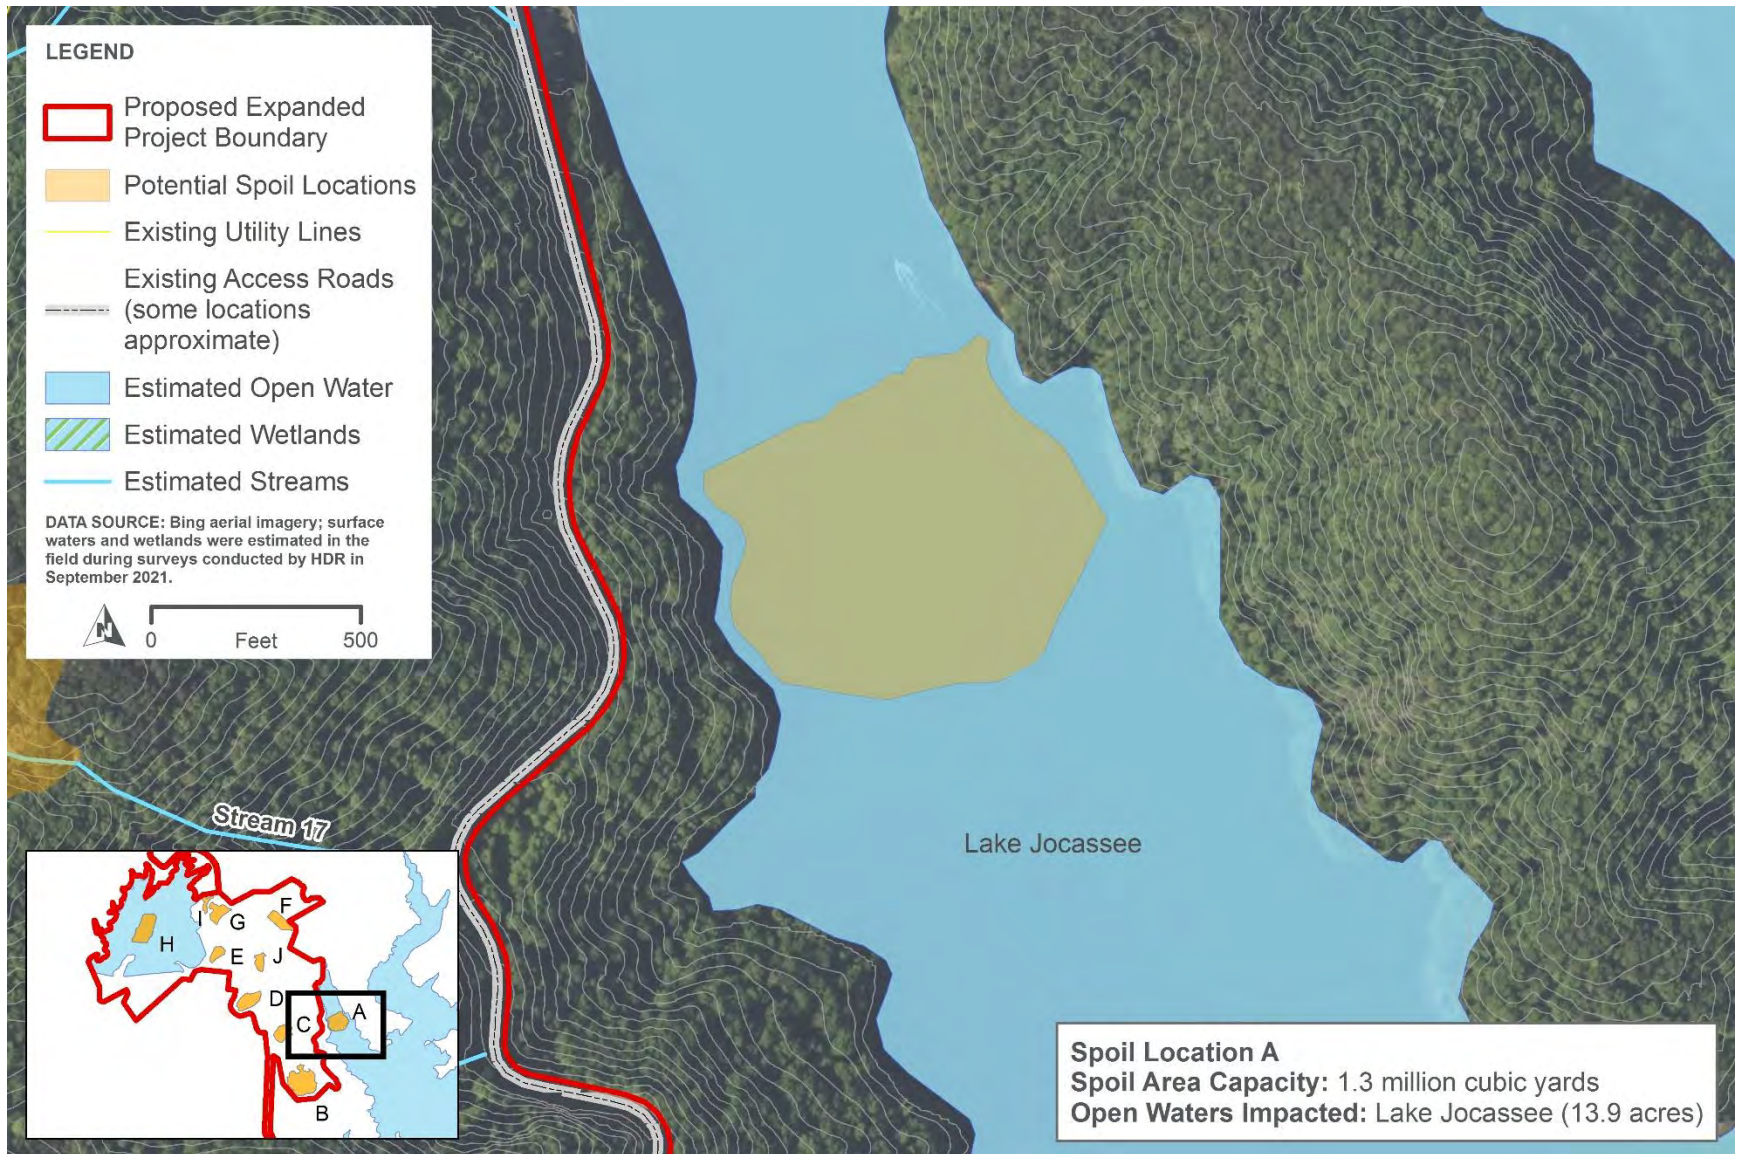 LEGEND
Proposed Expanded
Project Boundary
Potential Spoil Locations
Existing Utility Lines
Existing Access Roads
(some locations
approximate)
Estimated Open Water
Estimated Wetlands
Estimated Streams
DATA SOURCE: Bing aerial imagery; surface
waters and wetlands were estimated in the
field during surveys conducted by HDR in
September 2021.
N
0 Feet 500
Stream 17
Lake Jocassee
F
I G
H
E J
D
A
C
B
Spoil Location A
Spoil Area Capacity: 1.3 million cubic yards
Open Waters Impacted: Lake Jocassee (13.9 acres)